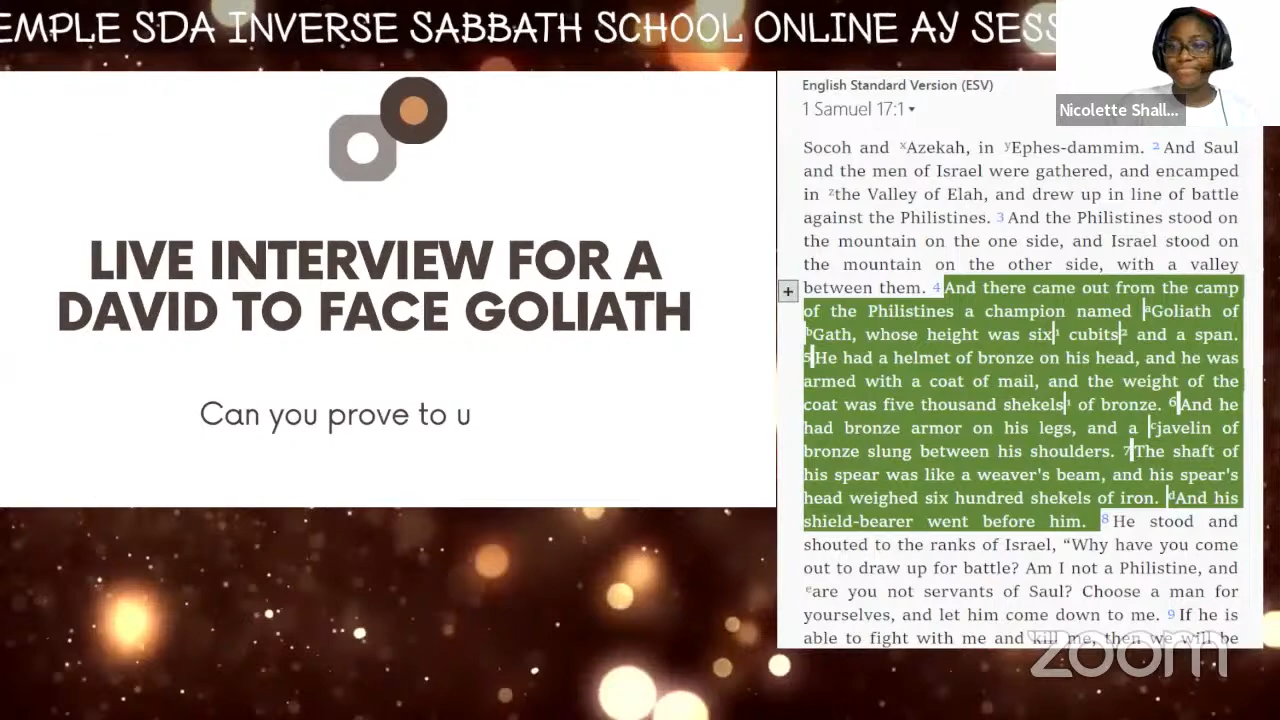 EMPLE SDA INVERSE SABBATH SCHOOL ONLINE AY SESS
LIVE INTERVIEW FOR A
DAVID TO FACE GOLIATH
Can you prove to u
English Standard Version (ESV)
1 Samuel 17:1
Nicolette Shall...
Socoh and xAzekah, in yEphes-dammim. 2 And Saul
and the men of Israel were gathered, and encamped
in zthe Valley of Elah, and drew up in line of battle
against the Philistines. 3 And the Philistines stood on
the mountain on the one side, and Israel stood on
the mountain on the other side, with a valley
between them. 4 And there came out from the camp
of the Philistines a champion named aGoliath of
bGath, whose height was six1 cubits2 and a span.
5 He had a helmet of bronze on his head, and he was
armed with a coat of mail, and the weight of the
coat was five thousand shekels1 of bronze. 6 And he
had bronze armor on his legs, and a cjavelin of
bronze slung between his shoulders. 7 The shaft of
his spear was like a weaver's beam, and his spear's
head weighed six hundred shekels of iron. dAnd his
shield-bearer went before him. 8 He stood and
shouted to the ranks of Israel, “Why have you come
out to draw up for battle? Am I not a Philistine, and
eare you not servants of Saul? Choose a man for
yourselves, and let him come down to me. 9 If he is
able to fight with me and kill me, then we will be
zoom